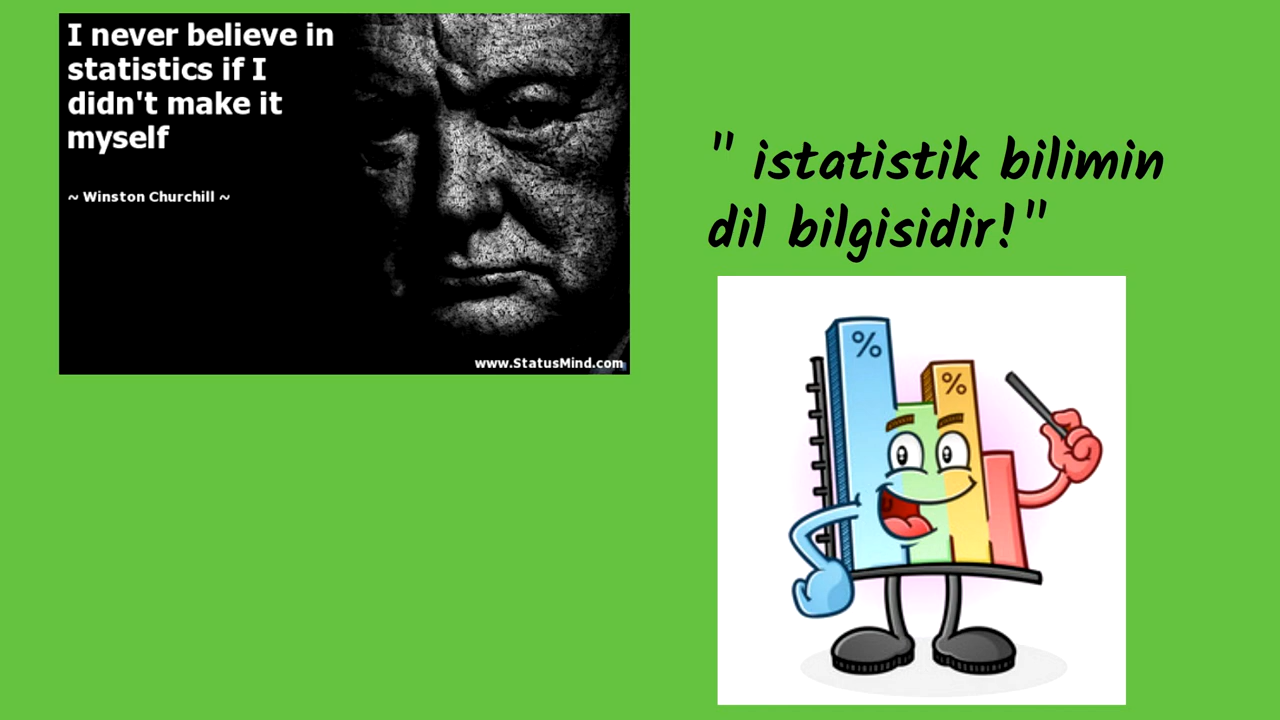 I never believe in
statistics if I
didn't make it
myself
~ Winston Churchill ~
www.StatusMind.com
" istatistik bilimin
dil bilgisidir!"
%
%